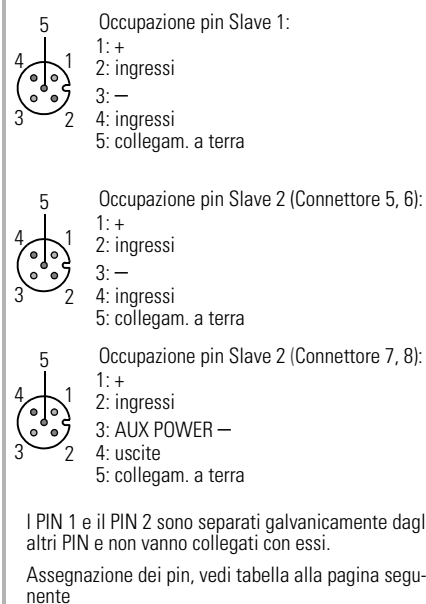 Occupazione pin Slave 1:
1: +
2: ingressi
3: —
4: ingressi
5: collegam. a terra
5
4 1
3 2
Occupazione pin Slave 2 (Connettore 5, 6):
1: +
2: ingressi
3: —
4: ingressi
5: collegam. a terra
5
4 1
3 2
Occupazione pin Slave 2 (Connettore 7, 8):
1: +
2: ingressi
3: AUX POWER —
4: uscite
5: collegam. a terra
5
4 1
3 2
I PIN 1 e il PIN 2 sono separati galvanicamente dagl
altri PIN e non vanno collegati con essi.
Assegnazione dei pin, vedi tabella alla pagina segu-
nente